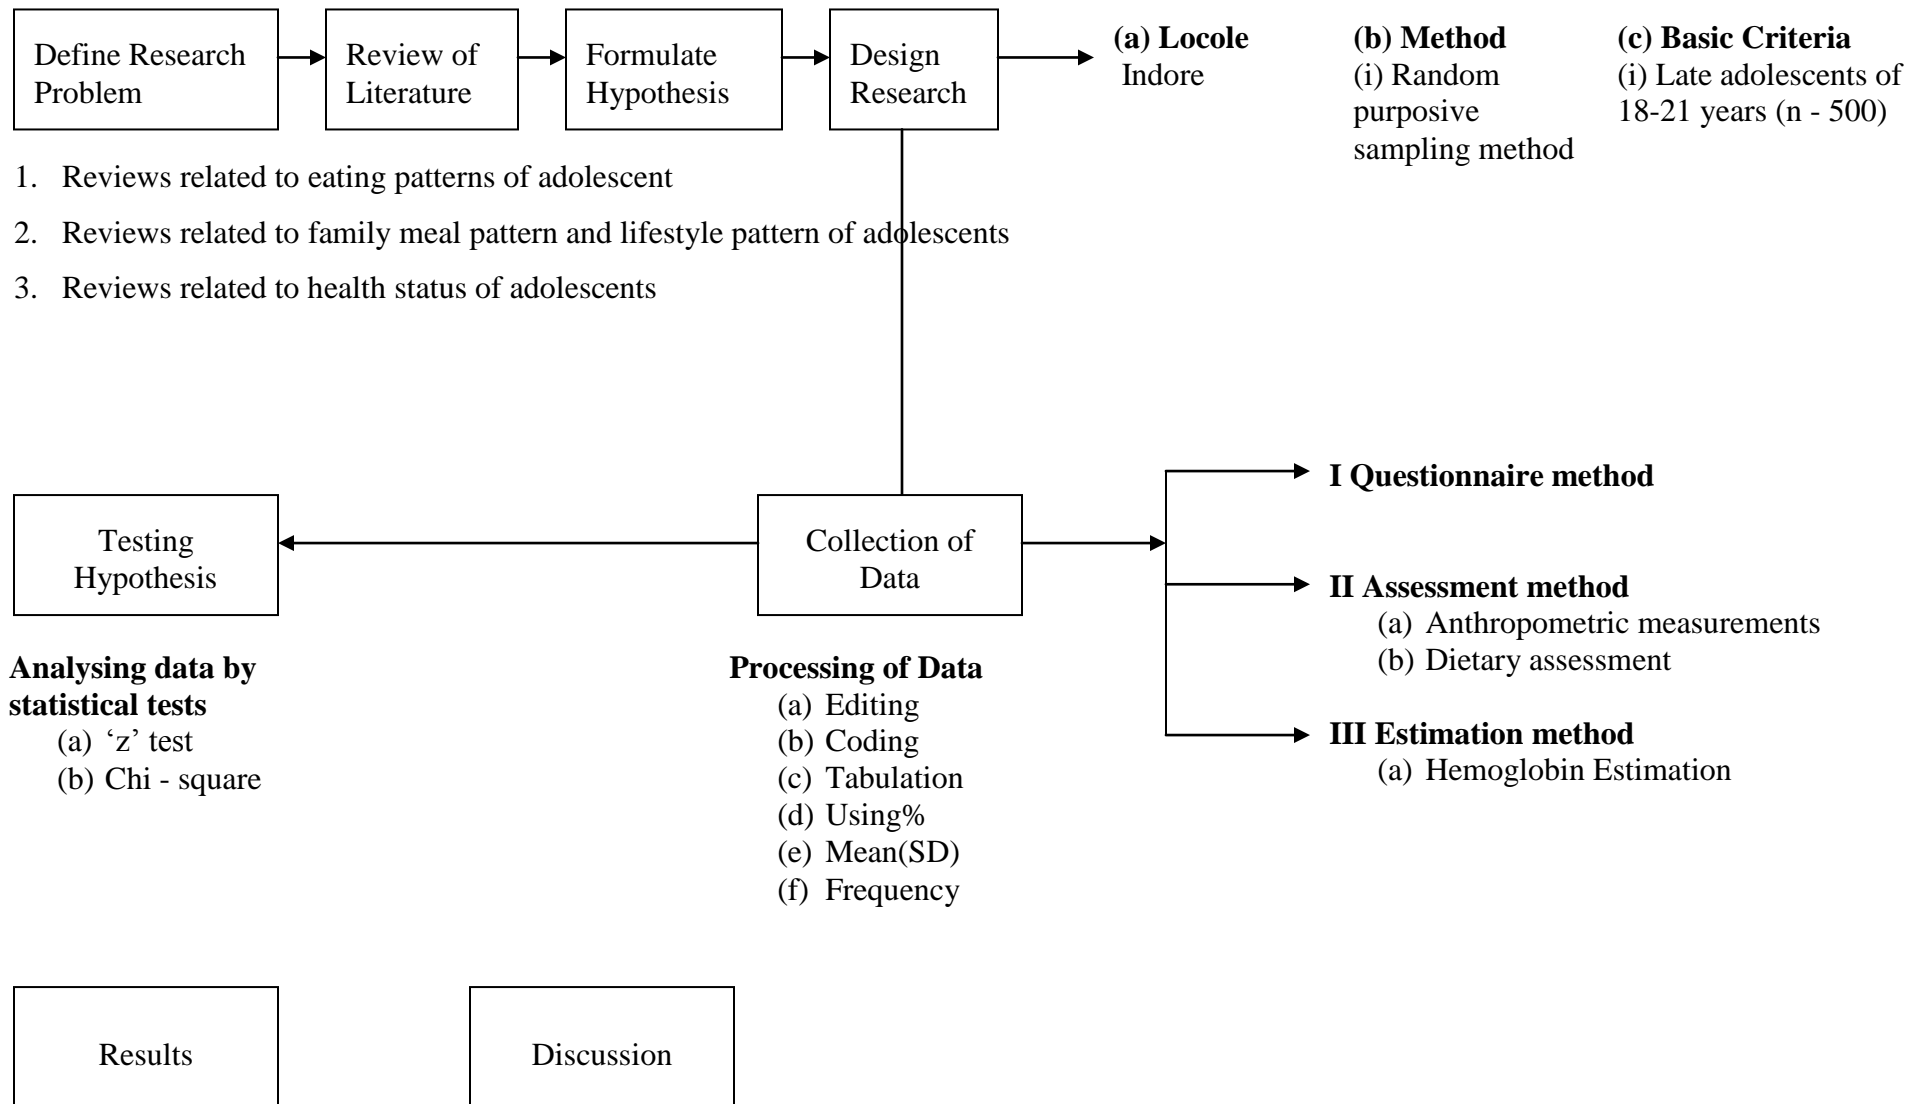 Define Research
Problem
Review of
Literature
Formulate
Hypothesis
Design
Research
(a) Locole
Indore
(b) Method
(i) Random
purposive
sampling method
(c) Basic Criteria
(i) Late adolescents of
18-21 years (n - 500)
1. Reviews related to eating patterns of adolescent
2. Reviews related to family meal pattern and lifestyle pattern of adolescents
3. Reviews related to health status of adolescents
Testing
Hypothesis
Collection of
Data
I Questionnaire method
II Assessment method
(a) Anthropometric measurements
(b) Dietary assessment
III Estimation method
(a) Hemoglobin Estimation
Analysing data by
statistical tests
(a) ‘z’ test
(b) Chi - square
Processing of Data
(a) Editing
(b) Coding
(c) Tabulation
(d) Using%
(e) Mean(SD)
(f) Frequency
Results
Discussion